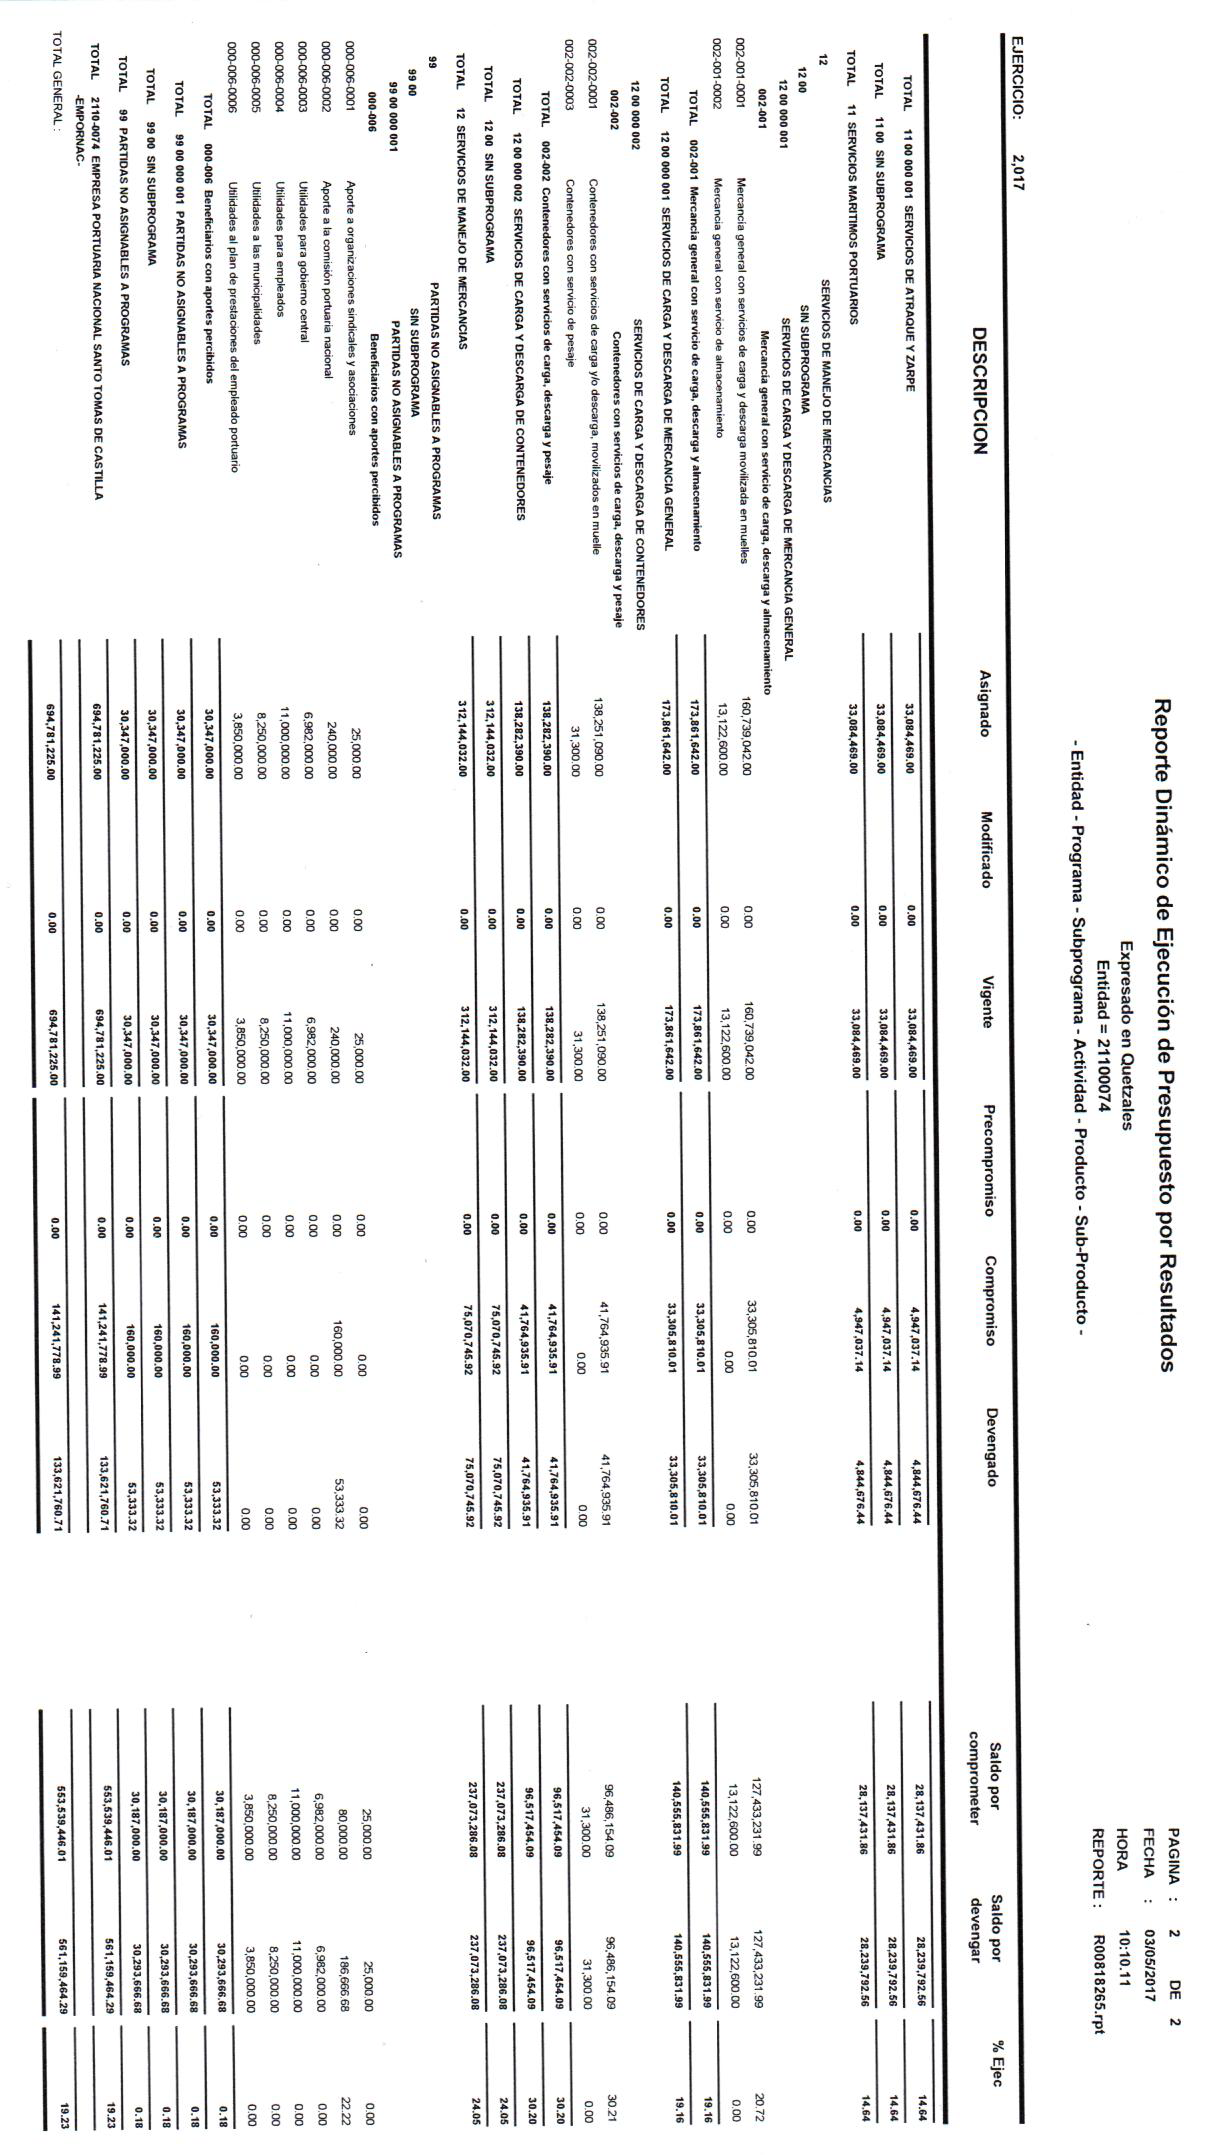 Reporte Dinámico de Ejecución de Presupuesto por Resultados
Expresado en Quetzales
Entidad = 21100074
- Entidad - Programa - Subprograma - Actividad - Producto - Sub-Producto -
PAGINA : 2 DE 2
FECHA : 03/05/2017
HORA 10:10.11
REPORTE : R00818265.rpt
EJERCICIO: 2,017
DESCRIPCION Asignado Modificado Vigente Precompromiso Compromiso Devengado Saldo por comprometer Saldo por devengar % Ejec
TOTAL 11 00 000 001 SERVICIOS DE ATRAQUE Y ZARPE 33,084,469.00 0.00 33,084,469.00 0.00 4,947,037.14 4,844,676.44 28,137,431.86 28,239,792.56 14.64
TOTAL 11 00 SIN SUBPROGRAMA 33,084,469.00 0.00 33,084,469.00 0.00 4,947,037.14 4,844,676.44 28,137,431.86 28,239,792.56 14.64
TOTAL 11 SERVICIOS MARITIMOS PORTUARIOS 33,084,469.00 0.00 33,084,469.00 0.00 4,947,037.14 4,844,676.44 28,137,431.86 28,239,792.56 14.64
12 SERVICIOS DE MANEJO DE MERCANCIAS
12 00 SIN SUBPROGRAMA
12 00 000 001 SERVICIOS DE CARGA Y DESCARGA DE MERCANCIA GENERAL
002-001 Mercancía general con servicio de carga, descarga y almacenamiento
002-001-0001 Mercancía general con servicios de carga y descarga movilizada en muelles 160,739,042.00 0.00 160,739,042.00 0.00 33,305,810.01 33,305,810.01 127,433,231.99 127,433,231.99 20.72
002-001-0002 Mercancía general con servicio de almacenamiento 13,122,600.00 0.00 13,122,600.00 0.00 0.00 0.00 13,122,600.00 13,122,600.00 0.00
TOTAL 002-001 Mercancía general con servicio de carga, descarga y almacenamiento 173,861,642.00 0.00 173,861,642.00 0.00 33,305,810.01 33,305,810.01 140,555,831.99 140,555,831.99 19.16
TOTAL 12 00 000 001 SERVICIOS DE CARGA Y DESCARGA DE MERCANCIA GENERAL 173,861,642.00 0.00 173,861,642.00 0.00 33,305,810.01 33,305,810.01 140,555,831.99 140,555,831.99 19.16
12 00 000 002 SERVICIOS DE CARGA Y DESCARGA DE CONTENEDORES
002-002 Contenedores con servicios de carga, descarga y pesaje
002-002-0001 Contenedores con servicios de carga y/o descarga, movilizados en muelle 138,251,090.00 0.00 138,251,090.00 0.00 41,764,935.91 41,764,935.91 96,486,154.09 96,486,154.09 30.21
002-002-0003 Contenedores con servicio de pesaje 31,300.00 0.00 31,300.00 0.00 0.00 0.00 31,300.00 31,300.00 0.00
TOTAL 002-002 Contenedores con servicios de carga, descarga y pesaje 138,282,390.00 0.00 138,282,390.00 0.00 41,764,935.91 41,764,935.91 96,517,454.09 96,517,454.09 30.20
TOTAL 12 00 000 002 SERVICIOS DE CARGA Y DESCARGA DE CONTENEDORES 138,282,390.00 0.00 138,282,390.00 0.00 41,764,935.91 41,764,935.91 96,517,454.09 96,517,454.09 30.20
TOTAL 12 00 SIN SUBPROGRAMA 312,144,032.00 0.00 312,144,032.00 0.00 75,070,745.92 75,070,745.92 237,073,286.08 237,073,286.08 24.05
TOTAL 12 SERVICIOS DE MANEJO DE MERCANCIAS 312,144,032.00 0.00 312,144,032.00 0.00 75,070,745.92 75,070,745.92 237,073,286.08 237,073,286.08 24.05
99 PARTIDAS NO ASIGNABLES A PROGRAMAS
99 00 SIN SUBPROGRAMA
99 00 000 001 PARTIDAS NO ASIGNABLES A PROGRAMAS
000-006 Beneficiarios con aportes percibidos
000-006-0001 Aporte a organizaciones sindicales y asociaciones 25,000.00 0.00 25,000.00 0.00 0.00 0.00 25,000.00 25,000.00 0.00
000-006-0002 Aporte a la comisión portuaria nacional 240,000.00 0.00 240,000.00 0.00 160,000.00 53,333.32 80,000.00 186,666.68 22.22
000-006-0003 Utilidades para gobierno central 6,982,000.00 0.00 6,982,000.00 0.00 0.00 0.00 6,982,000.00 6,982,000.00 0.00
000-006-0004 Utilidades para empleados 11,000,000.00 0.00 11,000,000.00 0.00 0.00 0.00 11,000,000.00 11,000,000.00 0.00
000-006-0005 Utilidades a las municipalidades 8,250,000.00 0.00 8,250,000.00 0.00 0.00 0.00 8,250,000.00 8,250,000.00 0.00
000-006-0006 Utilidades al plan de prestaciones del empleado portuario 3,850,000.00 0.00 3,850,000.00 0.00 0.00 0.00 3,850,000.00 3,850,000.00 0.00
TOTAL 000-006 Beneficiarios con aportes percibidos 30,347,000.00 0.00 30,347,000.00 0.00 160,000.00 53,333.32 30,187,000.00 30,293,666.68 0.18
TOTAL 99 00 000 001 PARTIDAS NO ASIGNABLES A PROGRAMAS 30,347,000.00 0.00 30,347,000.00 0.00 160,000.00 53,333.32 30,187,000.00 30,293,666.68 0.18
TOTAL 99 00 SIN SUBPROGRAMA 30,347,000.00 0.00 30,347,000.00 0.00 160,000.00 53,333.32 30,187,000.00 30,293,666.68 0.18
TOTAL 99 PARTIDAS NO ASIGNABLES A PROGRAMAS 30,347,000.00 0.00 30,347,000.00 0.00 160,000.00 53,333.32 30,187,000.00 30,293,666.68 0.18
TOTAL 2110-0074 EMPRESA PORTUARIA NACIONAL SANTO TOMAS DE CASTILLA 694,781,225.00 0.00 694,781,225.00 0.00 141,241,778.99 133,621,760.71 553,539,446.01 561,159,464.29 19.23
-EMPORNAC-
TOTAL GENERAL : 694,781,225.00 0.00 694,781,225.00 0.00 141,241,778.99 133,621,760.71 553,539,446.01 561,159,464.29 19.23